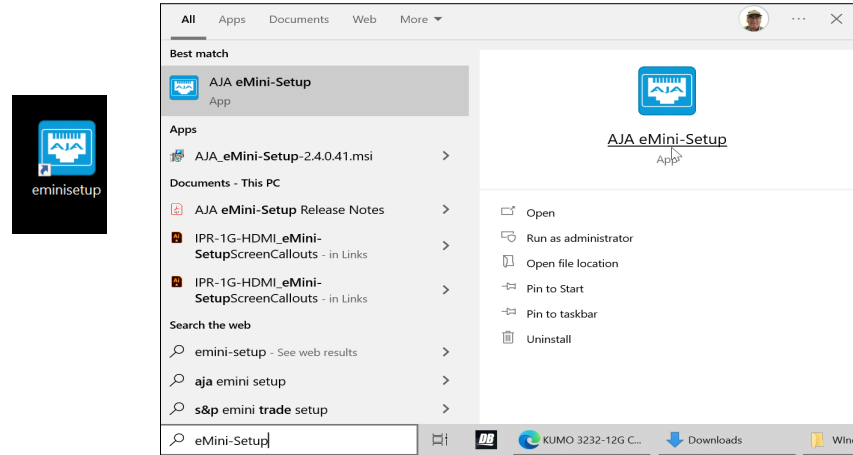 AJA
eminisetup
All Apps Documents Web More
Best match
AJA eMini-Setup
App
Apps
AJA_eMini-Setup-2.4.0.41.msi
Documents - This PC
AJA eMini-Setup Release Notes
IPR-1G-HDMI_eMini-
SetupScreenCallouts - in Links
IPR-1G-HDMI_eMini-
SetupScreenCallouts - in Links
Search the web
emini-setup - See web results
aja emini setup
s&p emini trade setup
eMini-Setup
AJA
AJA eMini-Setup
App
Open
Run as administrator
Open file location
Pin to Start
Pin to taskbar
Uninstall
DB
KUMO 3232-12G C...
Downloads